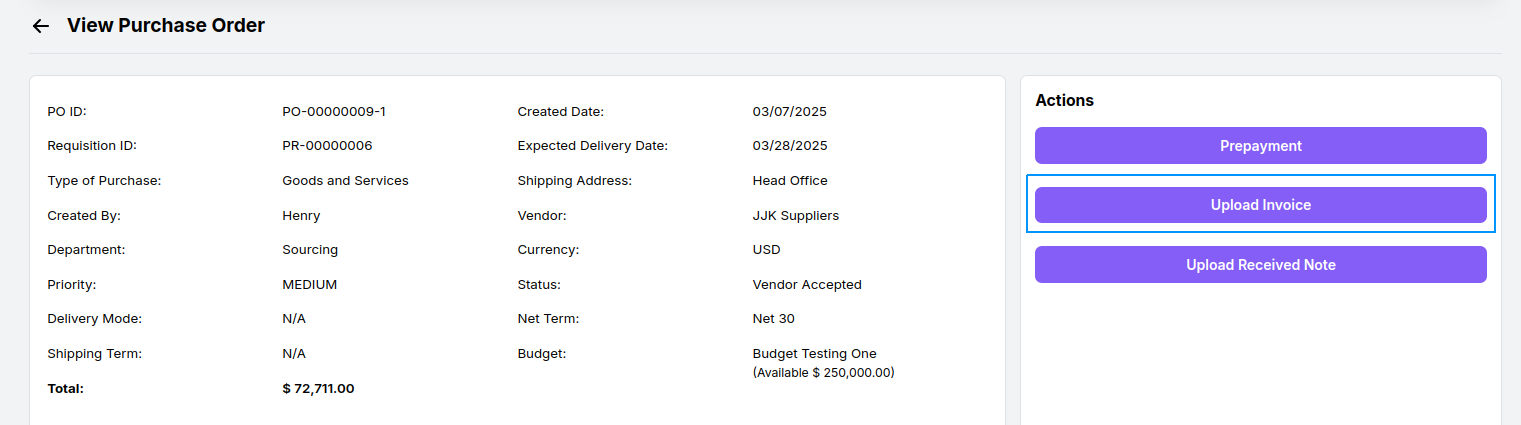 View Purchase Order
PO ID: PO-00000009-1 Created Date: 03/07/2025
Requisition ID: PR-00000006 Expected Delivery Date: 03/28/2025
Type of Purchase: Goods and Services Shipping Address: Head Office
Created By: Henry Vendor: JJK Suppliers
Department: Sourcing Currency: USD
Priority: MEDIUM Status: Vendor Accepted
Delivery Mode: N/A Net Term: Net 30
Shipping Term: N/A Budget: Budget Testing One
(Available $ 250,000.00)
Total: $ 72,711.00
Actions
Prepayment
Upload Invoice
Upload Received Note